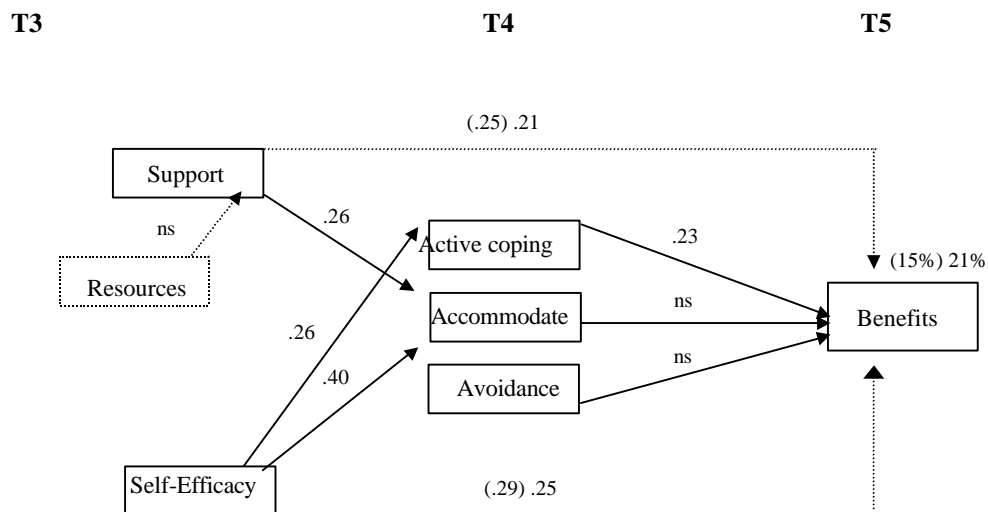 T3 T4 T5
(.25) .21
Support
.26
ns
Active coping
.23
(15%) 21%
Resources
Accommodate
ns
Benefits
.26
.40
ns
Avoidance
Self-Efficacy
(.29) .25